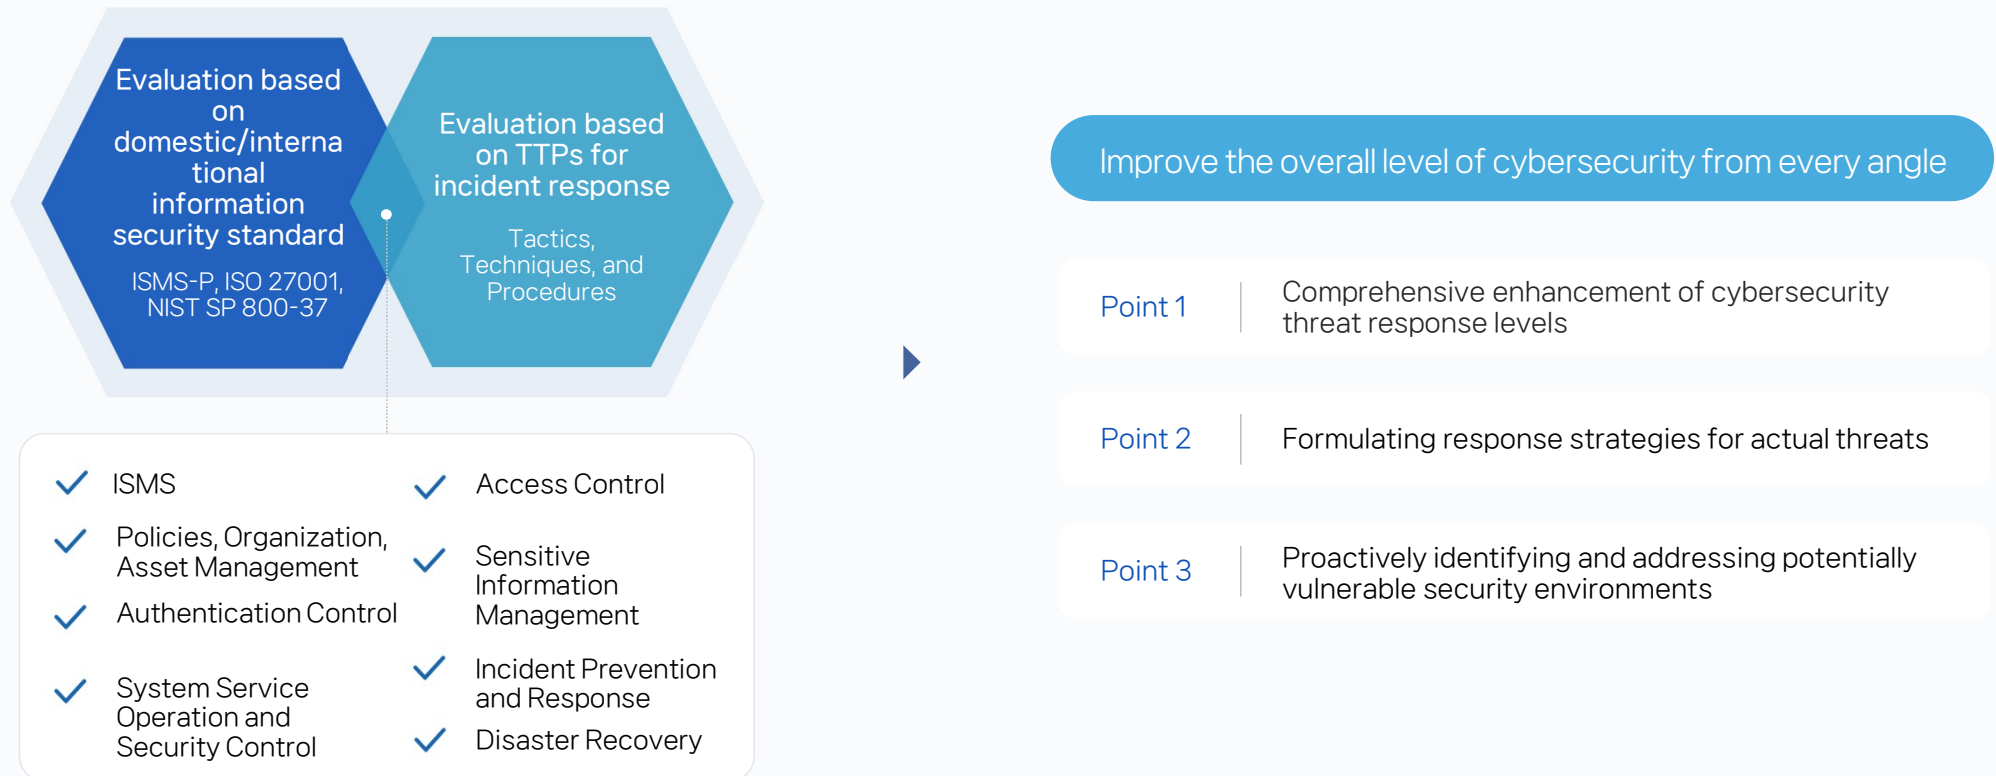 Evaluation based
on
domestic/interna
tional
information
security standard
ISMS-P, ISO 27001,
NIST SP 800-37
Evaluation based
on TTPs for
incident response
Tactics,
Techniques, and
Procedures
ISMS
Policies, Organization,
Asset Management
Authentication Control
System Service
Operation and
Security Control
Access Control
Sensitive
Information
Management
Incident Prevention
and Response
Disaster Recovery
Improve the overall level of cybersecurity from every angle
Point 1
Comprehensive enhancement of cybersecurity
threat response levels
Point 2
Formulating response strategies for actual threats
Point 3
Proactively identifying and addressing potentially
vulnerable security environments